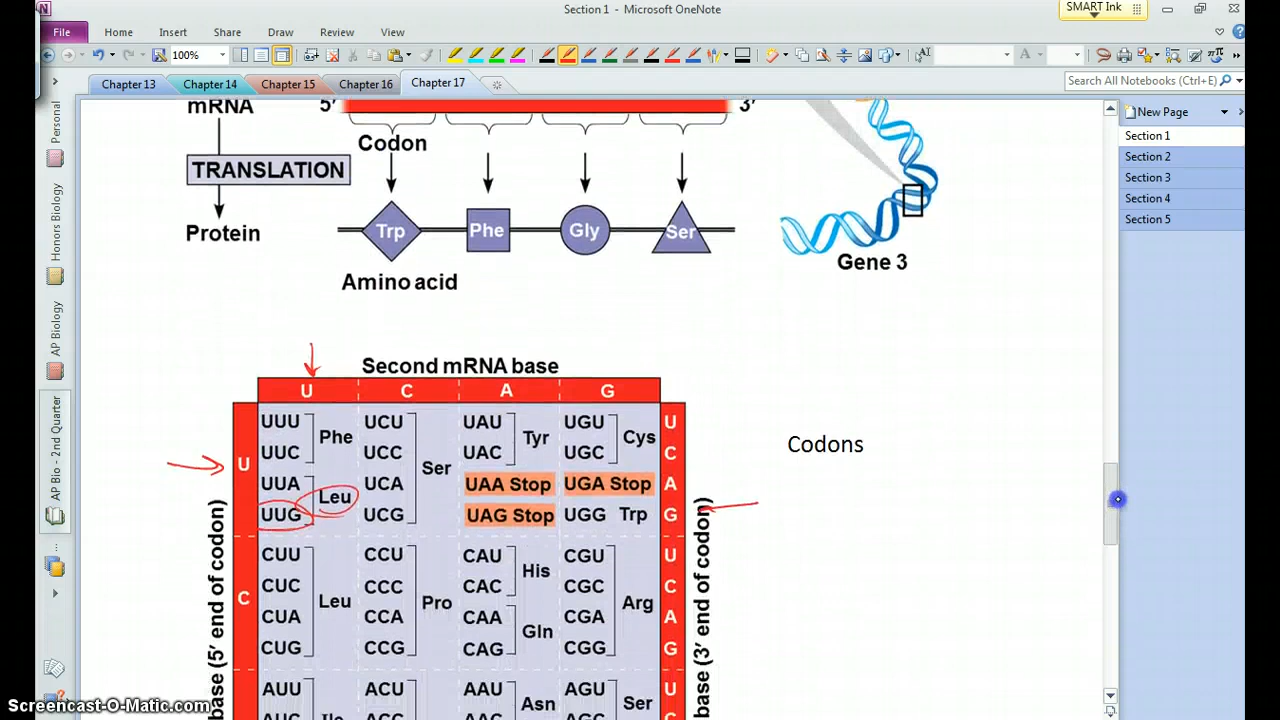 Section 1 - Microsoft OneNote
SMART Ink
File Home Insert Share Draw Review View
100%
Chapter 13 Chapter 14 Chapter 15 Chapter 16 Chapter 17
Search All Notebooks (Ctrl+E)
New Page
Section 1
Section 2
Section 3
Section 4
Section 5
Personal
Honors Biology
AP Biology
AP Bio - 2nd Quarter
mRNA 5′ 3′
Codon
TRANSLATION
Trp Phe Gly Ser
Protein
Amino acid
Gene 3
Second mRNA base
U C A G
UUU UCU UAU UGU U
Phe Tyr Cys
UUC UCC UAC UGC C
U Ser
UUA UCA UAA Stop UGA Stop A
Leu
UUG UCG UAG Stop UGG Trp G
CUU CCU CAU CGU U
His
CUC CCC CAC CGC C
C Leu Pro Arg
CUA CCA CAA CGA A
Gln
CUG CCG CAG CGG G
AUU ACU AAU AGU U
Asn Ser
base (5′ end of codon)
base (3′ end of codon)
Codons
Screencast-O-Matic.com